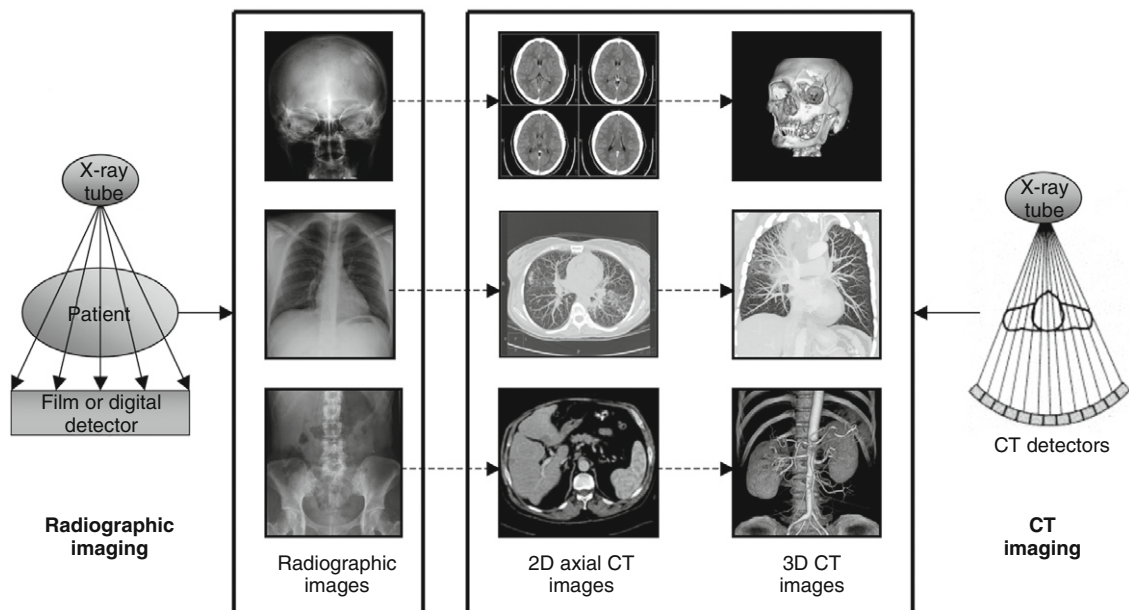 X-ray
tube
Patient
Film or digital
detector
Radiographic
imaging
Radiographic
images
2D axial CT
images
3D CT
images
X-ray
tube
CT detectors
CT
imaging